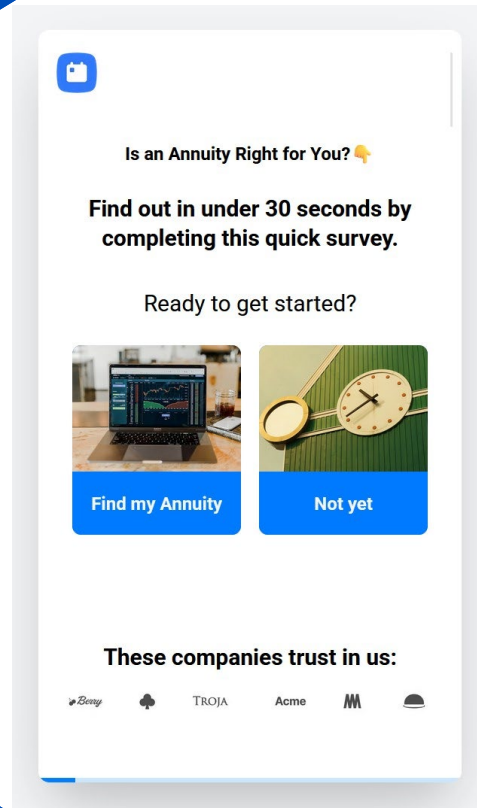 Is an Annuity Right for You?👇
Find out in under 30 seconds by
completing this quick survey.
Ready to get started?
Find my Annuity
Not yet
These companies trust in us:
Berry
TROJA
Acme